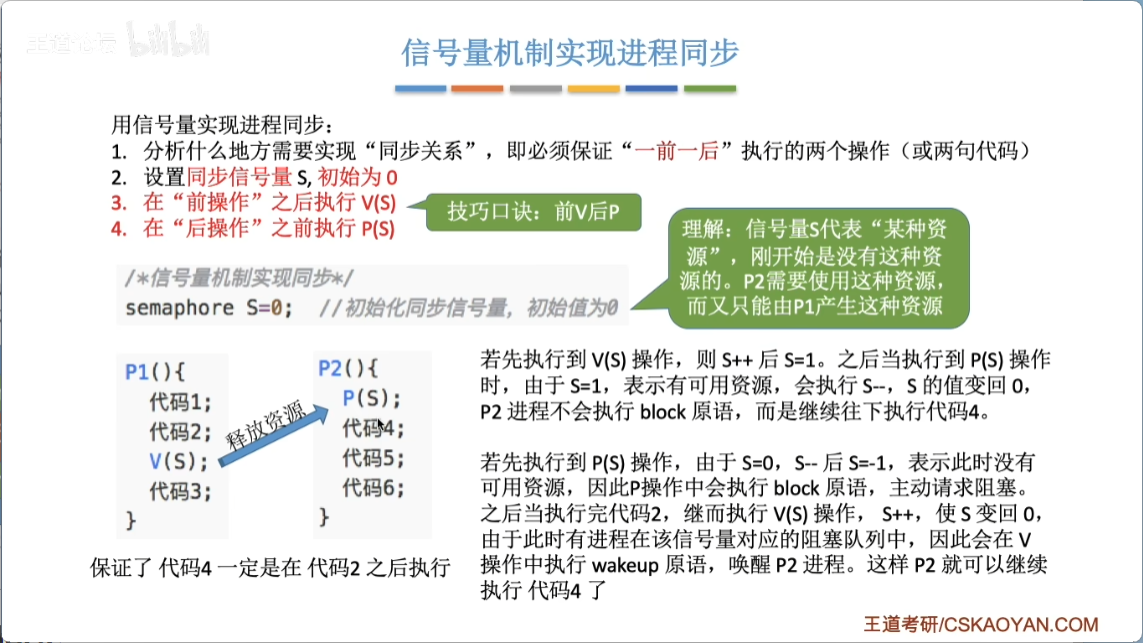 王道论坛 bilibili
信号量机制实现进程同步
用信号量实现进程同步：
1. 分析什么地方需要实现“同步关系”，即必须保证“一前一后”执行的两个操作（或两句代码）
2. 设置同步信号量 S, 初始为 0
3. 在“前操作”之后执行 V(S)
4. 在“后操作”之前执行 P(S)
技巧口诀：前V后P
理解：信号量S代表“某种资
源”，刚开始是没有这种资
源的。P2需要使用这种资源，
而又只能由P1产生这种资源
/*信号量机制实现同步*/
semaphore S=0; //初始化同步信号量，初始值为0
P1(){
代码1;
代码2;
V(S);
代码3;
}
释放资源
P2(){
P(S);
代码4;
代码5;
代码6;
}
保证了 代码4 一定是在 代码2 之后执行
若先执行到 V(S) 操作，则 S++ 后 S=1。之后当执行到 P(S) 操作
时，由于 S=1，表示有可用资源，会执行 S--，S 的值变回 0，
P2 进程不会执行 block 原语，而是继续往下执行代码4。
若先执行到 P(S) 操作，由于 S=0，S-- 后 S=-1，表示此时没有
可用资源，因此P操作中会执行 block 原语，主动请求阻塞。
之后当执行完代码2，继而执行 V(S) 操作， S++，使 S 变回 0，
由于此时有进程在该信号量对应的阻塞队列中，因此会在 V
操作中执行 wakeup 原语，唤醒 P2 进程。这样 P2 就可以继续
执行 代码4 了
王道考研/CSKAOYAN.COM